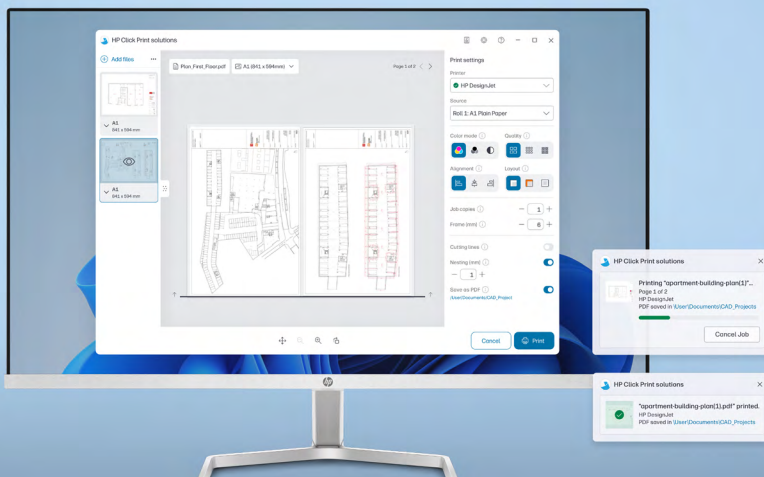 HP Click Print solutions
Add files
A1
841 x 594 mm
A1
841 x 594 mm
Plan_First_Floor.pdf
A1 (841 x 594mm)
Page 1 of 2
Print settings
Printer
HP DesignJet
Source
Roll 1: A1 Plain Paper
Color mode
Quality
Alignment
Layout
Job copies
1
Frame (mm)
6
Cutting lines
Nesting (mm)
1
Save as PDF
/User/Documents/CAD_Project
Cancel
Print
hp
HP Click Print solutions
Printing "apartment-building-plan(1)"...
Page 1 of 2
HP DesignJet
PDF saved in \User\Documents\CAD_Projects
Cancel Job
HP Click Print solutions
"apartment-building-plan(1).pdf" printed.
HP DesignJet
PDF saved in \User\Documents\CAD_Projects